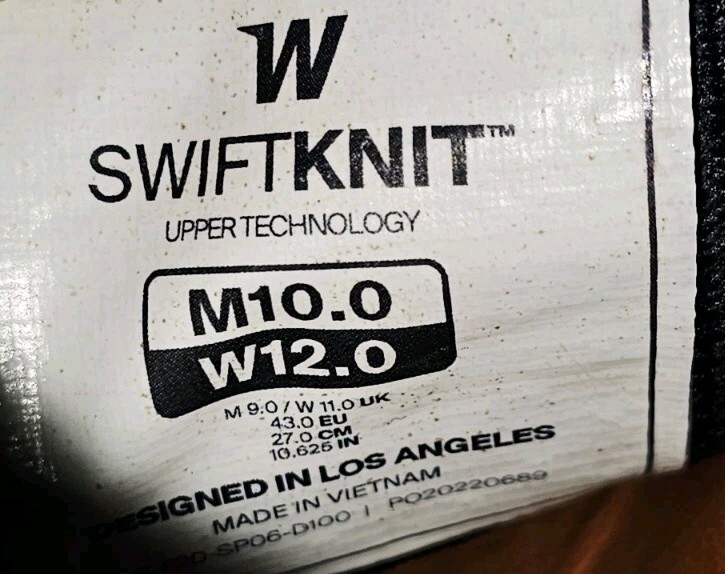 W
SWIFTKNIT™
UPPER TECHNOLOGY
M10.0
W12.0
M 9.0 / W 11.0 UK
43.0 EU
27.0 CM
10.625 IN
DESIGNED IN LOS ANGELES
MADE IN VIETNAM
PO20220689